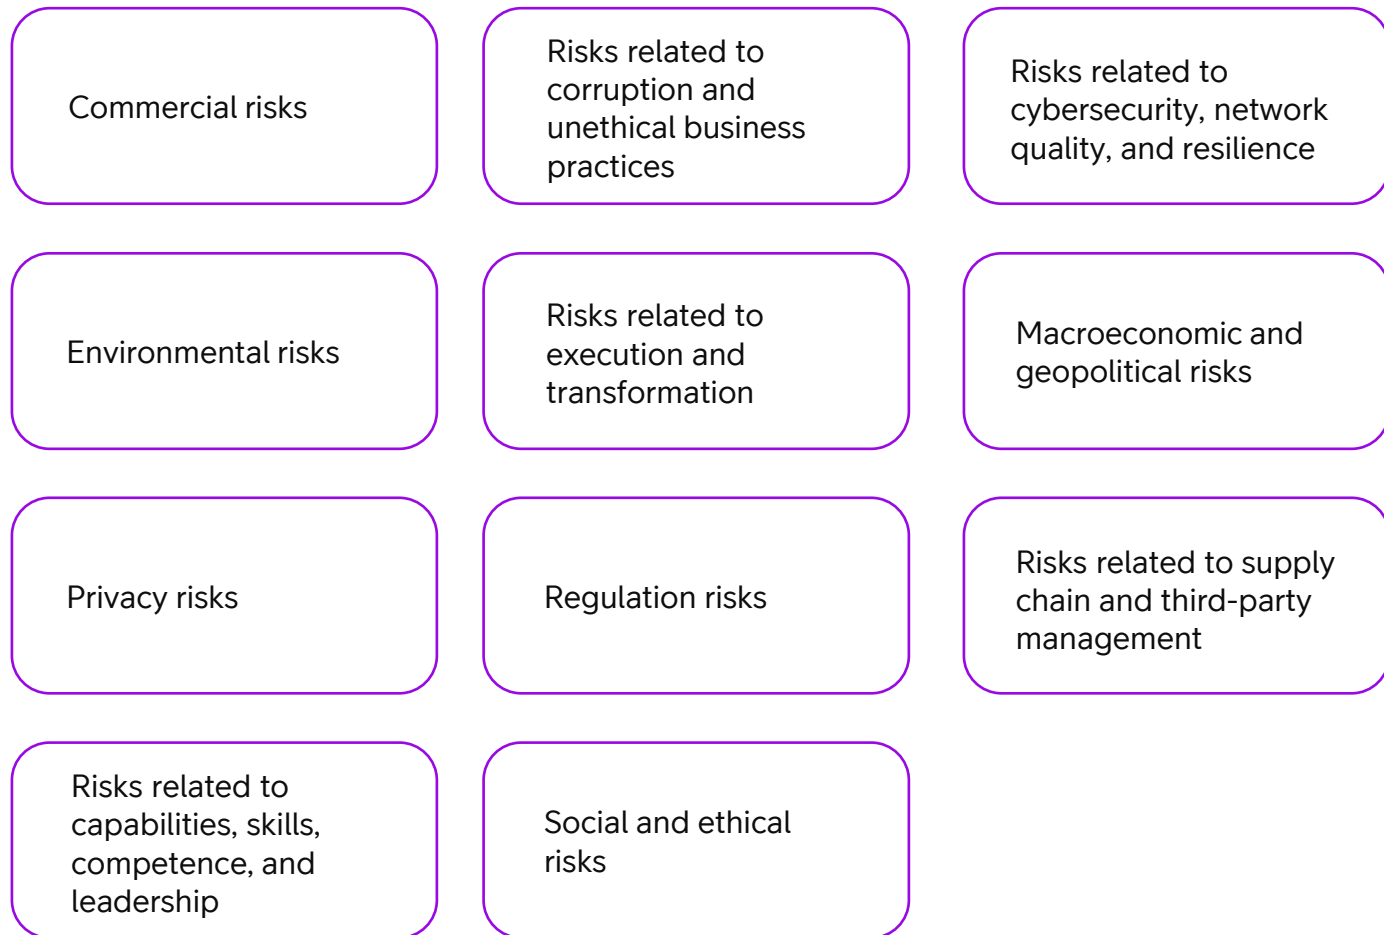 Commercial risks
Risks related to
corruption and
unethical business
practices
Risks related to
cybersecurity, network
quality, and resilience
Environmental risks
Risks related to
execution and
transformation
Macroeconomic and
geopolitical risks
Privacy risks
Regulation risks
Risks related to supply
chain and third-party
management
Risks related to
capabilities, skills,
competence, and
leadership
Social and ethical
risks